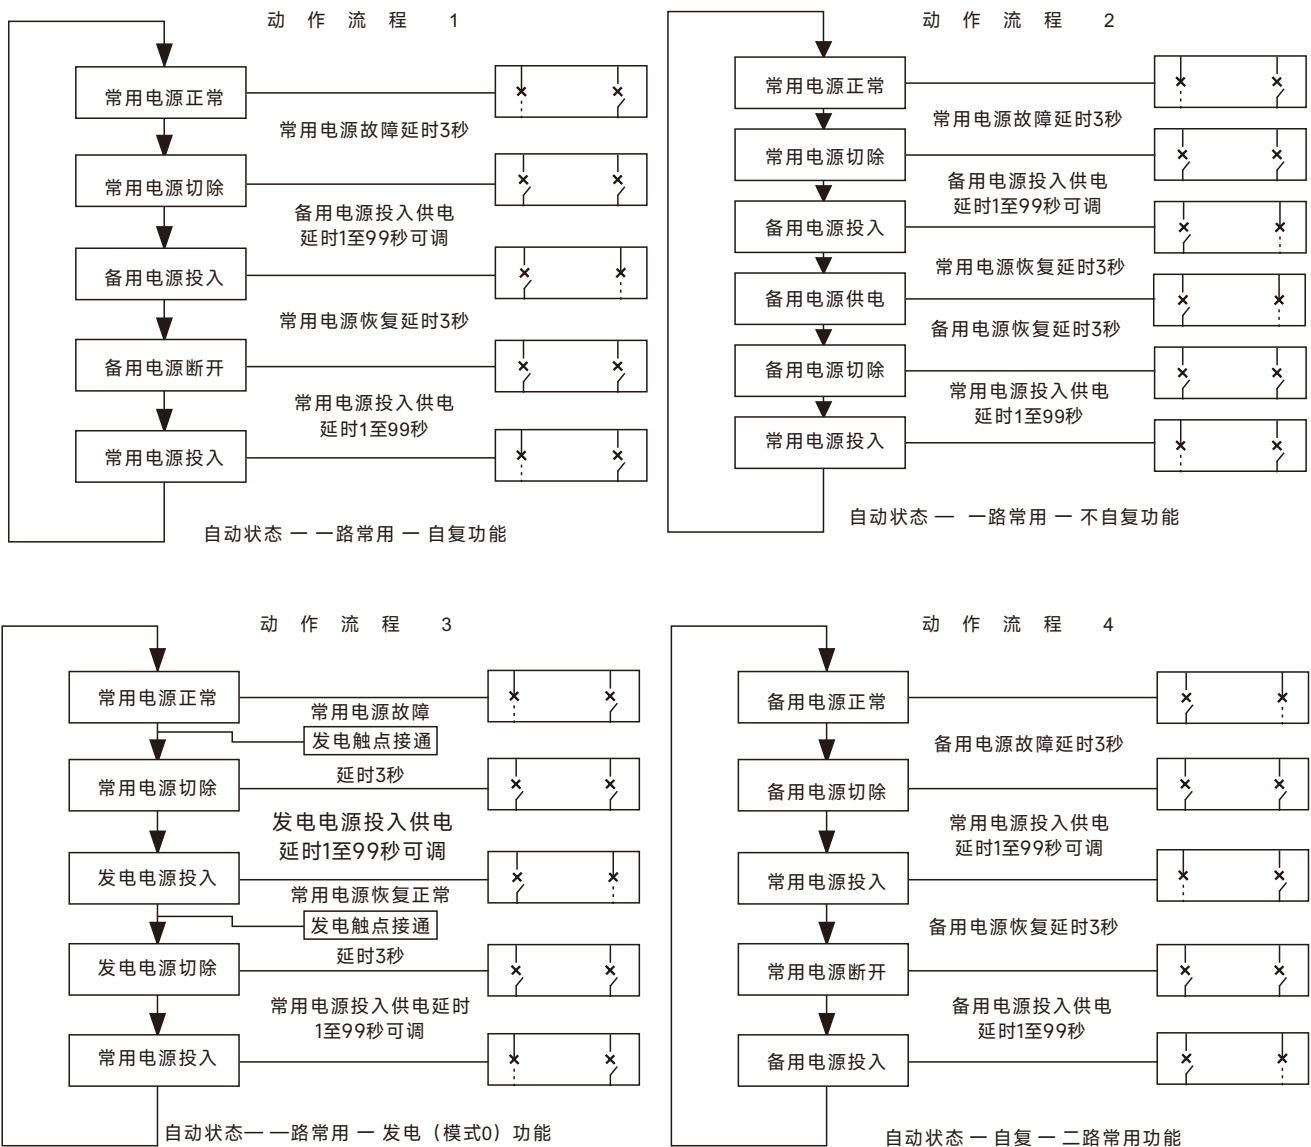 动作流程 1
常用电源正常
常用电源故障延时3秒
常用电源切除
备用电源投入供电
延时1至99秒可调
备用电源投入
常用电源恢复延时3秒
备用电源断开
常用电源投入供电
延时1至99秒
常用电源投入
自动状态 一 一路常用 一 自复功能
动作流程 2
常用电源正常
常用电源故障延时3秒
常用电源切除
备用电源投入供电
延时1至99秒可调
备用电源投入
常用电源恢复延时3秒
备用电源供电
备用电源恢复延时3秒
备用电源切除
常用电源投入供电
延时1至99秒
常用电源投入
自动状态 — 一路常用 一 不自复功能
动作流程 3
常用电源正常
常用电源故障
发电触点接通
延时3秒
常用电源切除
发电电源投入供电
延时1至99秒可调
发电电源投入
常用电源恢复正常
发电触点接通
延时3秒
发电电源切除
常用电源投入供电延时
1至99秒可调
常用电源投入
自动状态— 一路常用 一 发电（模式0）功能
动作流程 4
备用电源正常
备用电源故障延时3秒
备用电源切除
常用电源投入供电
延时1至99秒可调
常用电源投入
备用电源恢复延时3秒
常用电源断开
备用电源投入供电
延时1至99秒
备用电源投入
自动状态 一 自复 一 二路常用功能